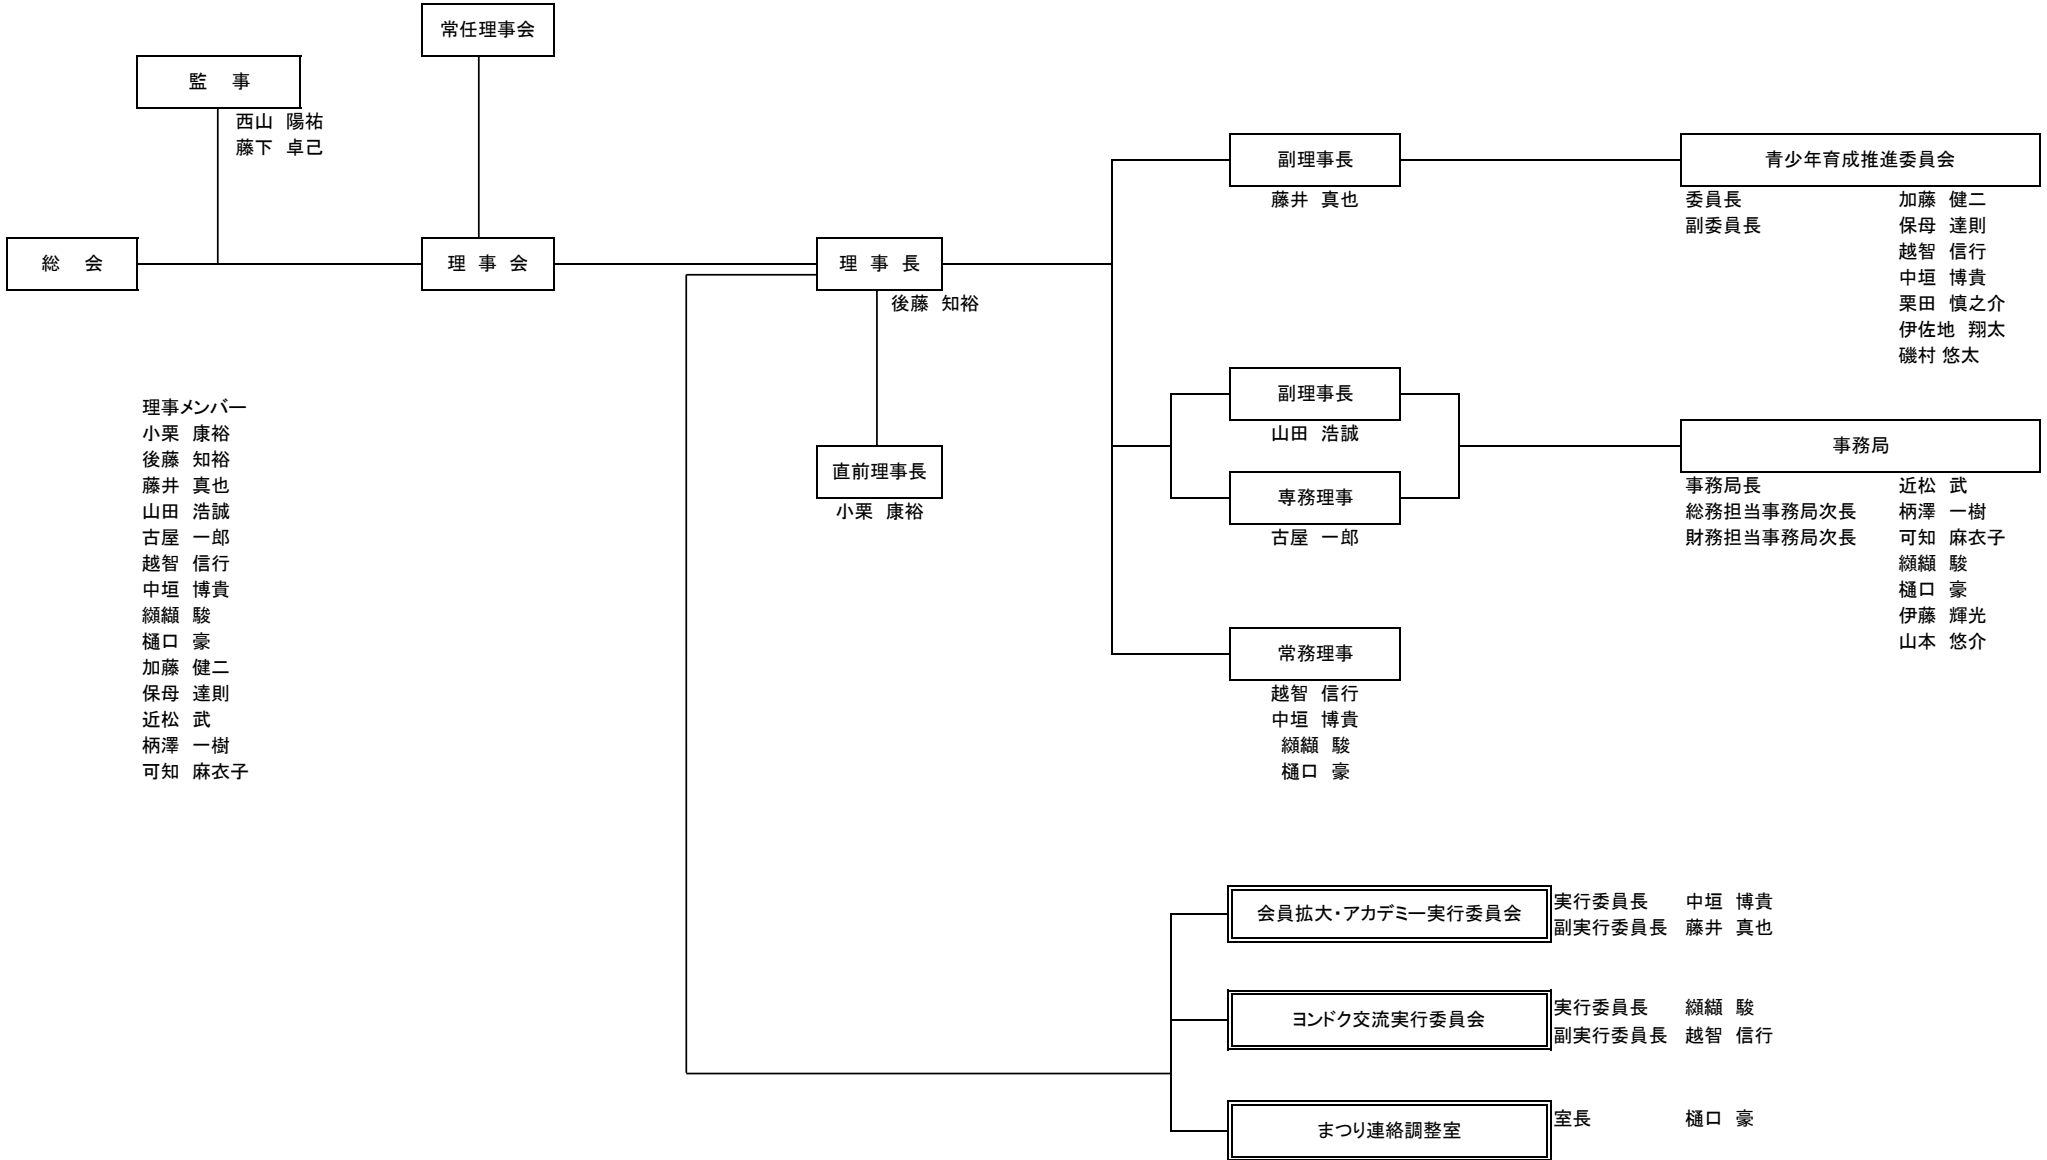 常任理事会
監　事
西山　陽祐
藤下　卓己
総　会
理　事　会
理　事　長
後藤　知裕
直前理事長
小栗　康裕
理事メンバー
小栗　康裕
後藤　知裕
藤井　真也
山田　浩誠
古屋　一郎
越智　信行
中垣　博貴
纐纈　駿
樋口　豪
加藤　健二
保母　達則
近松　武
柄澤　一樹
可知　麻衣子
副理事長
藤井　真也
副理事長
山田　浩誠
専務理事
古屋　一郎
常務理事
越智　信行
中垣　博貴
纐纈　駿
樋口　豪
青少年育成推進委員会
委員長　加藤　健二
副委員長　保母　達則
越智　信行
中垣　博貴
栗田　慎之介
伊佐地　翔太
磯村 悠太
事務局
事務局長　近松　武
総務担当事務局次長　柄澤　一樹
財務担当事務局次長　可知　麻衣子
纐纈　駿
樋口　豪
伊藤　輝光
山本　悠介
会員拡大・アカデミー実行委員会
実行委員長　中垣　博貴
副実行委員長　藤井　真也
ヨンドク交流実行委員会
実行委員長　纐纈　駿
副実行委員長　越智　信行
まつり連絡調整室
室長　樋口　豪